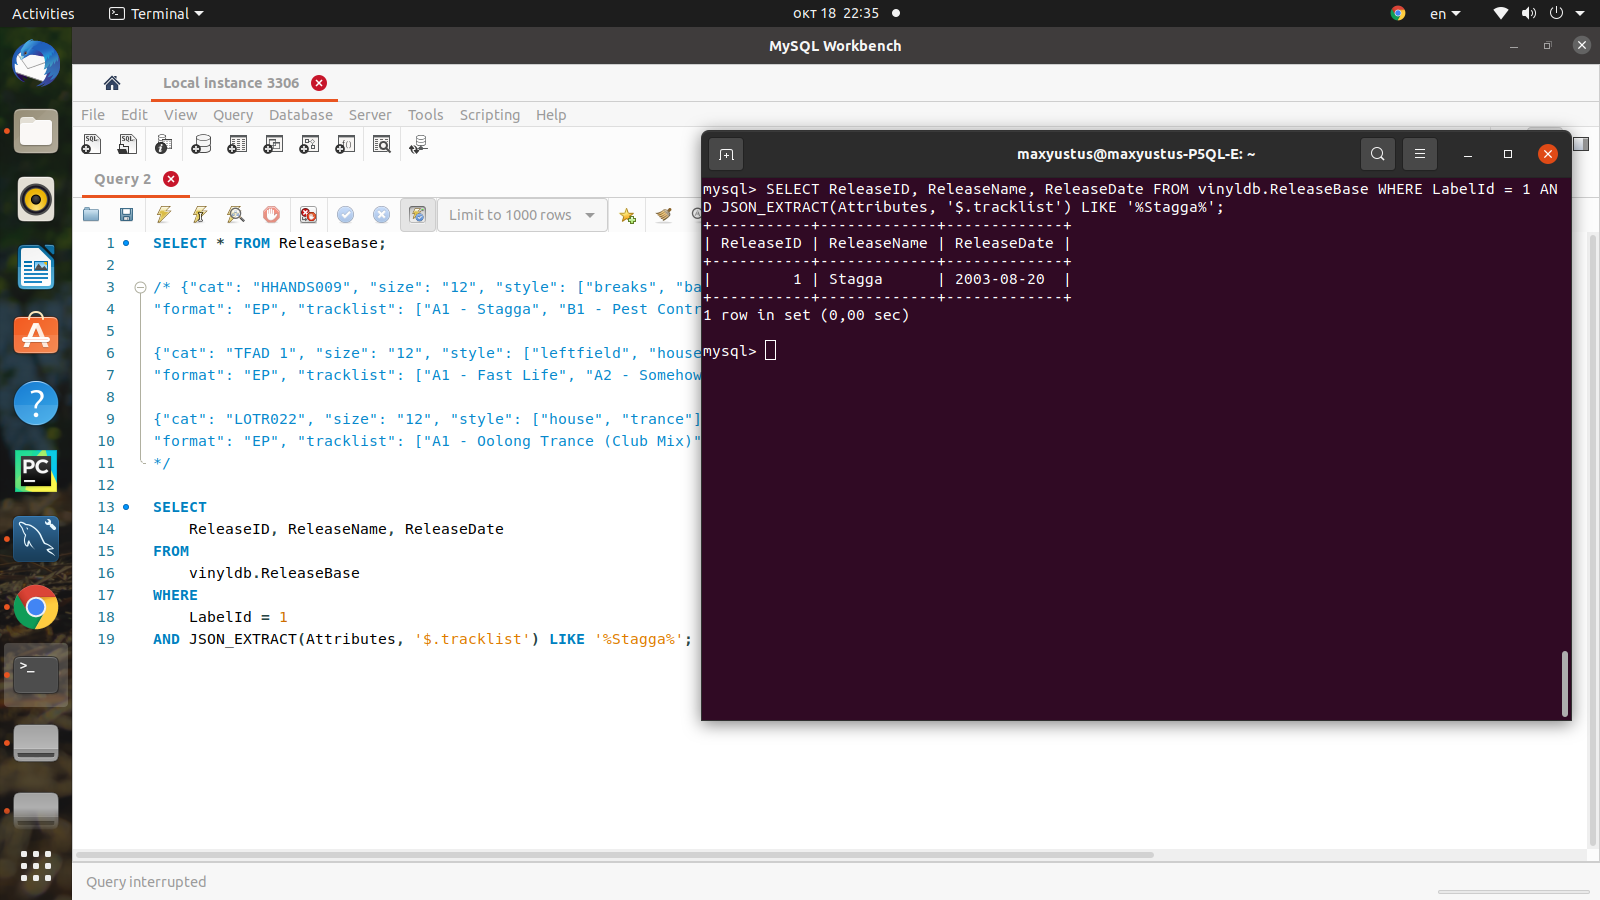 Activities
Terminal
окт 18 22:35
en
MySQL Workbench
Local instance 3306
File Edit View Query Database Server Tools Scripting Help
Query 2
Limit to 1000 rows
1 SELECT * FROM ReleaseBase;
2
3 /* {"cat": "HHANDS009", "size": "12", "style": ["breaks", "ba
4 "format": "EP", "tracklist": ["A1 - Stagga", "B1 - Pest Contr
5
6 {"cat": "TFAD 1", "size": "12", "style": ["leftfield", "house
7 "format": "EP", "tracklist": ["A1 - Fast Life", "A2 - Somehow
8
9 {"cat": "LOTR022", "size": "12", "style": ["house", "trance"]
10 "format": "EP", "tracklist": ["A1 - Oolong Trance (Club Mix)"
11 */
12
13 SELECT
14 ReleaseID, ReleaseName, ReleaseDate
15 FROM
16 vinyldb.ReleaseBase
17 WHERE
18 LabelId = 1
19 AND JSON_EXTRACT(Attributes, '$.tracklist') LIKE '%Stagga%';
maxyustus@maxyustus-P5QL-E: ~
mysql> SELECT ReleaseID, ReleaseName, ReleaseDate FROM vinyldb.ReleaseBase WHERE LabelId = 1 AN
D JSON_EXTRACT(Attributes, '$.tracklist') LIKE '%Stagga%';
+-----------+-------------+-------------+
| ReleaseID | ReleaseName | ReleaseDate |
+-----------+-------------+-------------+
|         1 | Stagga      | 2003-08-20  |
+-----------+-------------+-------------+
1 row in set (0,00 sec)
mysql>
Query interrupted